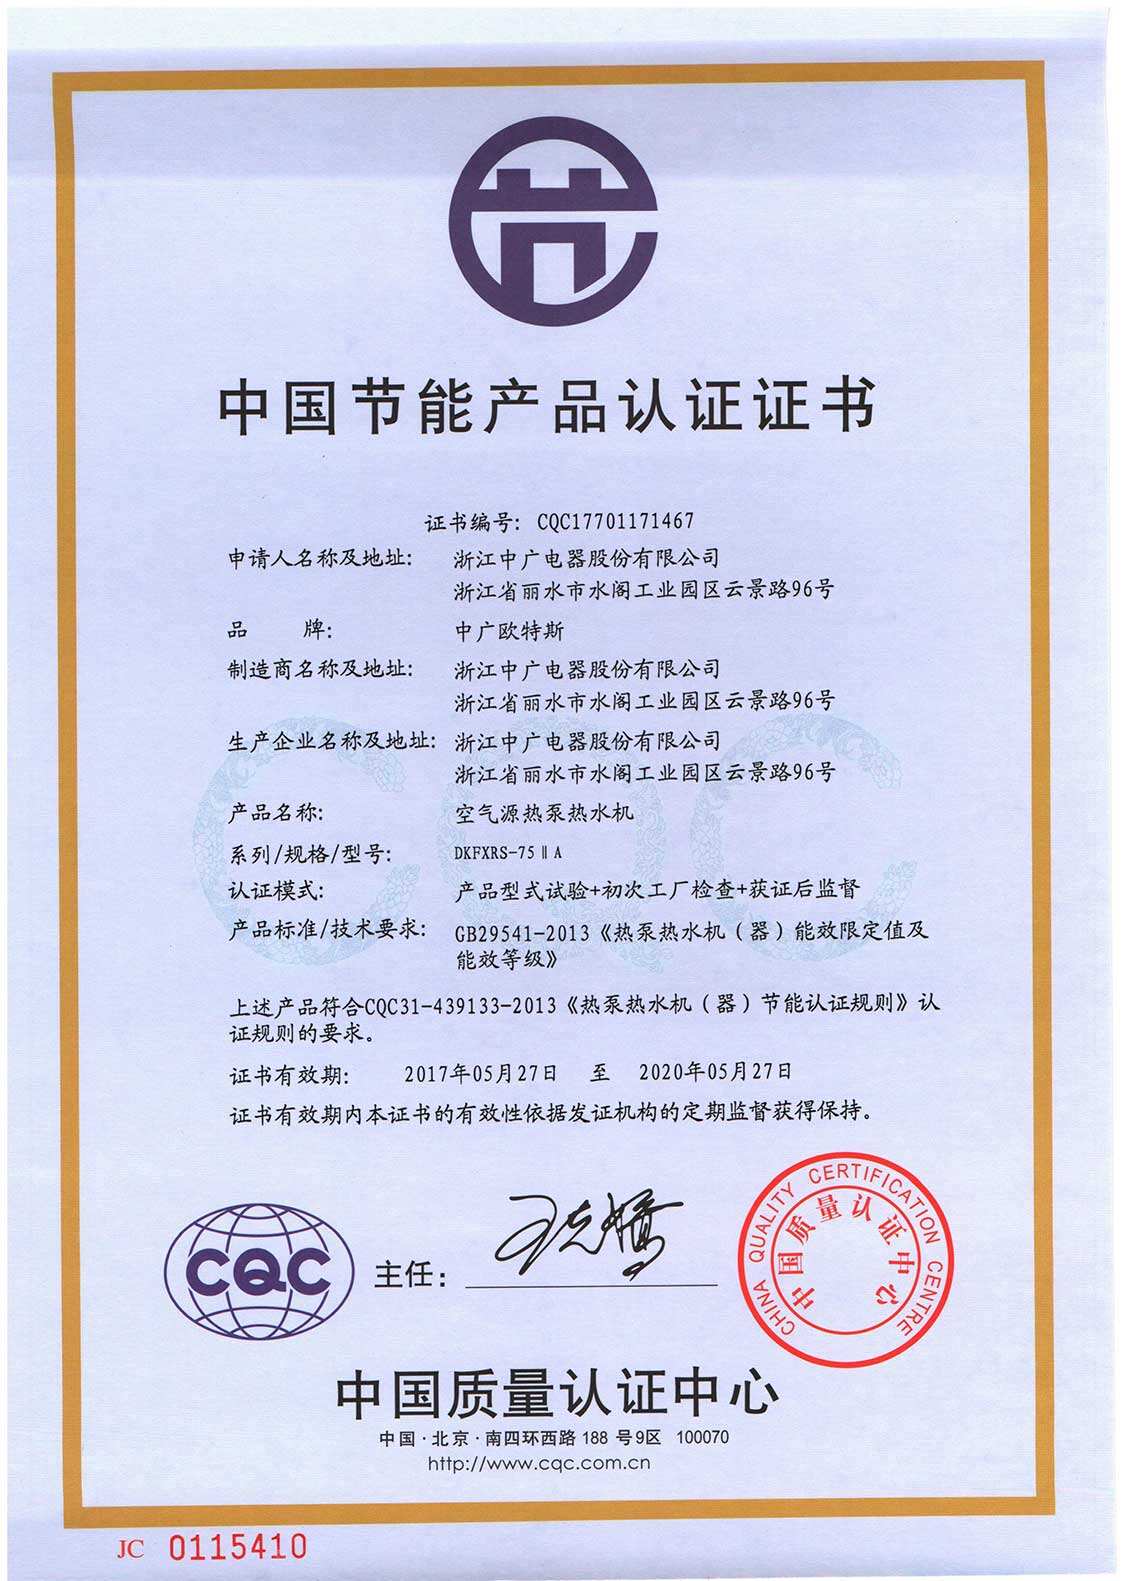 中国节能产品认证证书
证书编号: CQC17701171467
申请人名称及地址: 浙江中广电器股份有限公司
浙江省丽水市水阁工业园区云景路96号
品 牌: 中广欧特斯
制造商名称及地址: 浙江中广电器股份有限公司
浙江省丽水市水阁工业园区云景路96号
生产企业名称及地址: 浙江中广电器股份有限公司
浙江省丽水市水阁工业园区云景路96号
产品名称: 空气源热泵热水机
系列/规格/型号: DKFXRS-75ⅡA
认证模式: 产品型式试验+初次工厂检查+获证后监督
产品标准/技术要求: GB29541-2013《热泵热水机（器）能效限定值及
能效等级》
上述产品符合CQC31-439133-2013《热泵热水机（器）节能认证规则》认
证规则的要求。
证书有效期: 2017年05月27日 至 2020年05月27日
证书有效期内本证书的有效性依据发证机构的定期监督获得保持。
CQC
主任:
CHINA QUALITY CERTIFICATION CENTRE
中国质量认证中心
中国质量认证中心
中国·北京·南四环西路 188 号9区 100070
http://www.cqc.com.cn
JC 0115410